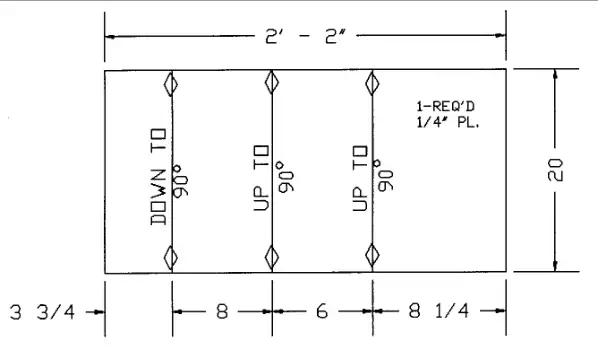 2' - 2"
1-REQ'D
1/4" PL.
DOWN TO 90°
UP TO 90°
UP TO 90°
20
3 3/4
8
6
8 1/4